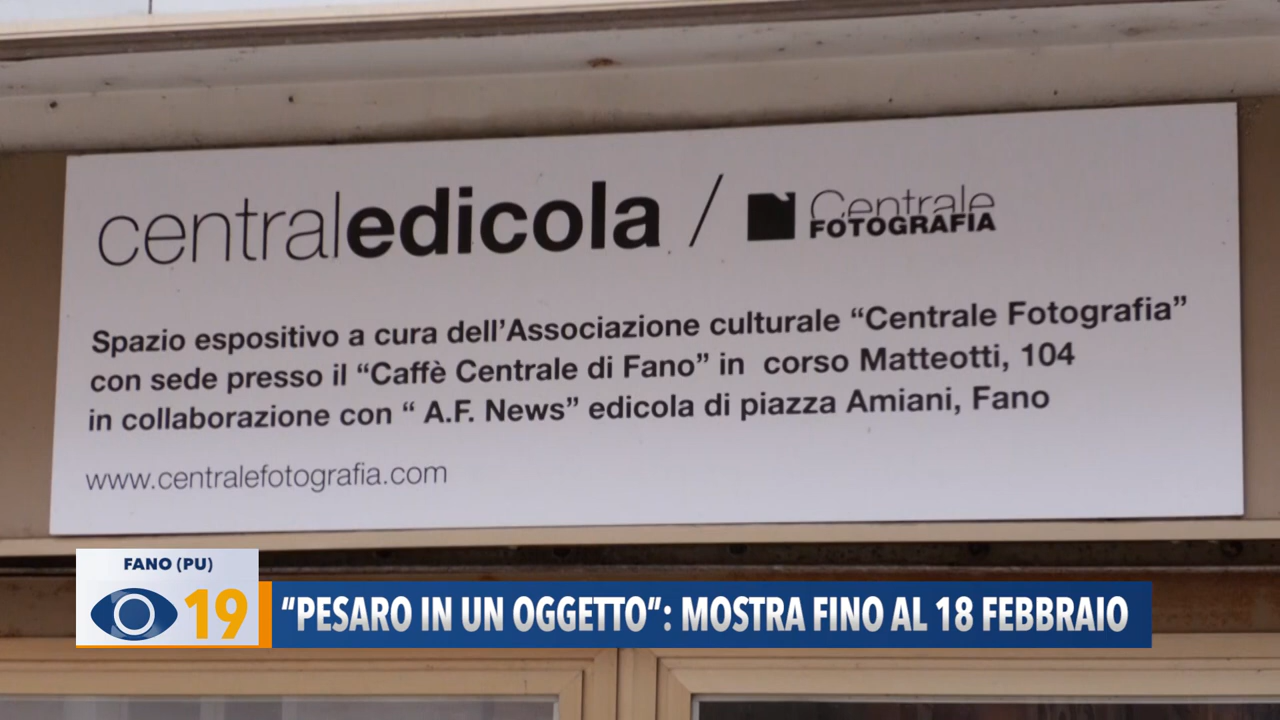 centraledicola / Centrale
FOTOGRAFIA
Spazio espositivo a cura dell'Associazione culturale “Centrale Fotografia”
con sede presso il “Caffè Centrale di Fano” in corso Matteotti, 104
in collaborazione con “ A.F. News” edicola di piazza Amiani, Fano
www.centralefotografia.com
FANO (PU)
19
“PESARO IN UN OGGETTO”: MOSTRA FINO AL 18 FEBBRAIO